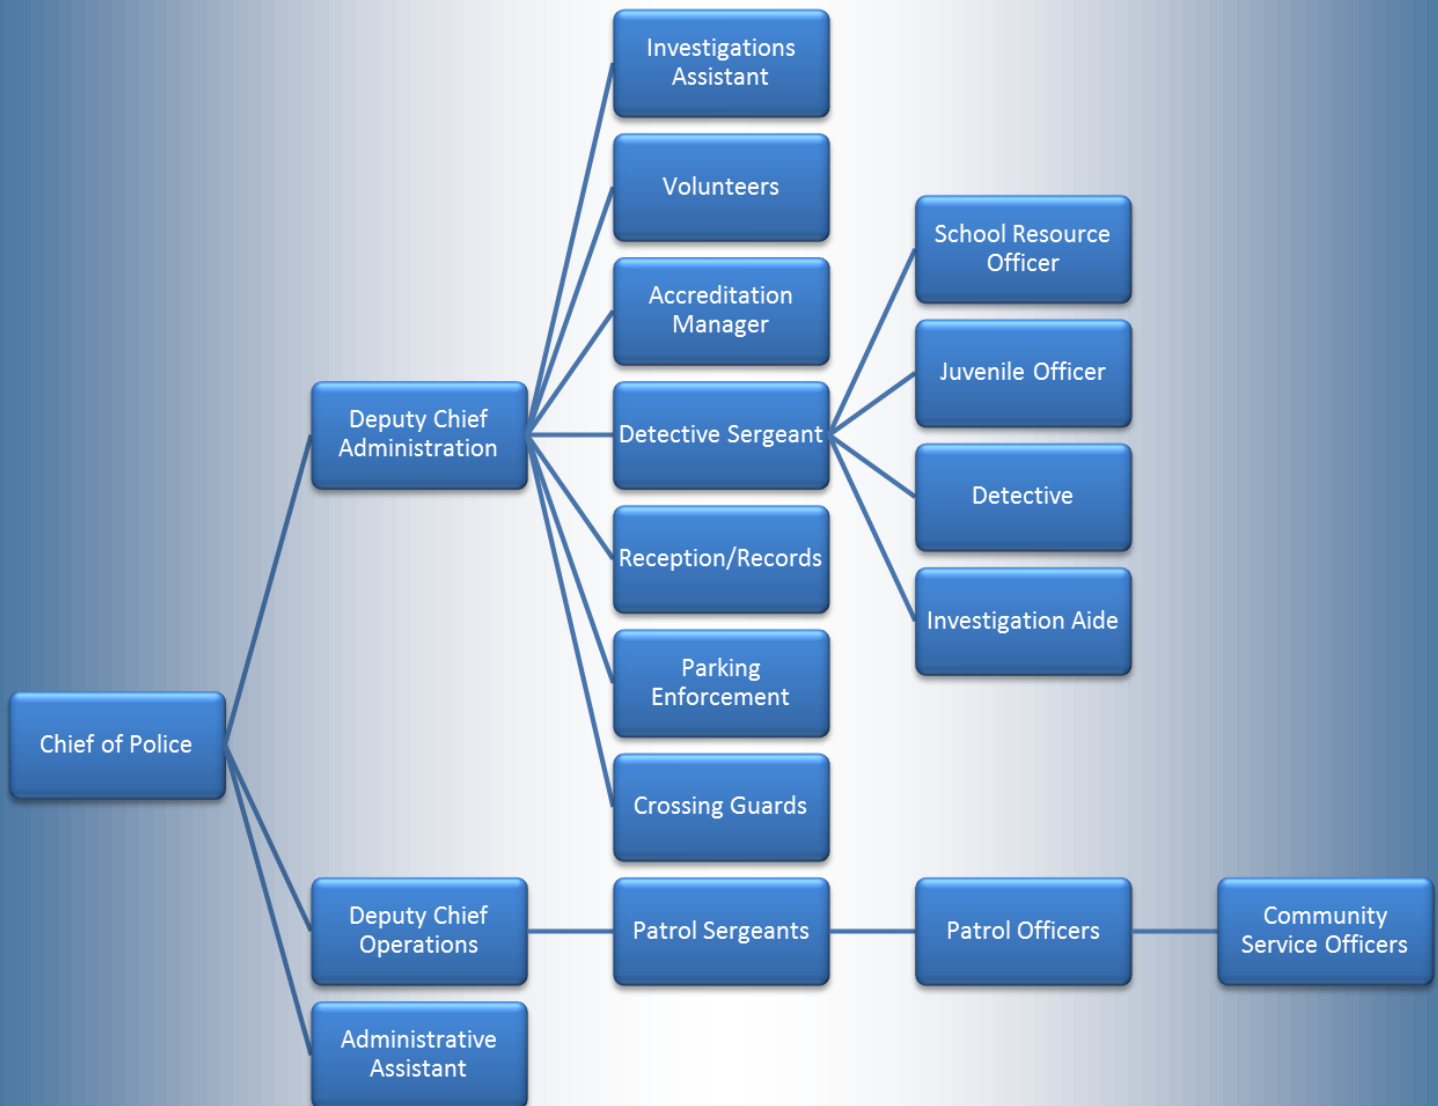 Investigations
Assistant
Volunteers
Accreditation
Manager
School Resource
Officer
Juvenile Officer
Deputy Chief
Administration
Detective Sergeant
Detective
Reception/Records
Investigation Aide
Parking
Enforcement
Chief of Police
Crossing Guards
Deputy Chief
Operations
Patrol Sergeants
Patrol Officers
Community
Service Officers
Administrative
Assistant